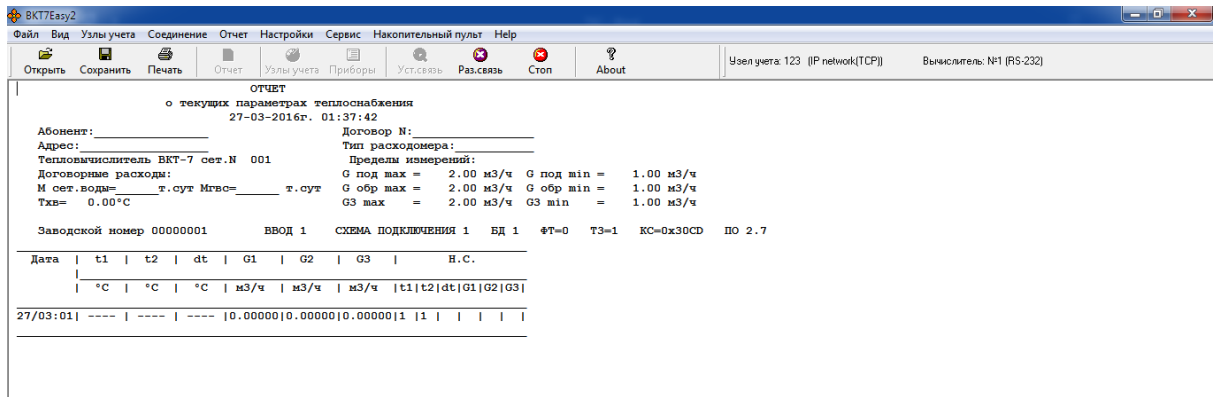 BKT7Easy2
Файл Вид Узлы учета Соединение Отчет Настройки Сервис Накопительный пульт Help
Открыть Сохранить Печать Отчет Узлы учета Приборы Уст.связь Раз.связь Стоп About Узел учета: 123 (IP network(TCP)) Вычислитель: №1 (RS-232)
ОТЧЕТ
о текущих параметрах теплоснабжения
27-03-2016г. 01:37:42
Абонент:________________ Договор N:_________________
Адрес:__________________ Тип расходомера:___________
Тепловычислитель ВКТ-7 сет.N 001 Пределы измерений:
Договорные расходы: G под max = 2.00 м3/ч G под min = 1.00 м3/ч
М сет.воды=______т.сут Мгвс=______ т.сут G обр max = 2.00 м3/ч G обр min = 1.00 м3/ч
Тхв= 0.00°C G3 max = 2.00 м3/ч G3 min = 1.00 м3/ч
Заводской номер 00000001 ВВОД 1 СХЕМА ПОДКЛЮЧЕНИЯ 1 БД 1 ФТ=0 Т3=1 КС=0x30CD ПО 2.7
Дата | t1 | t2 | dt | G1 | G2 | G3 | Н.С.
| °C | °C | °C | м3/ч | м3/ч | м3/ч |t1|t2|dt|G1|G2|G3|
27/03:01| ---- | ---- | ---- |0.00000|0.00000|0.00000|1 |1 | | | | |